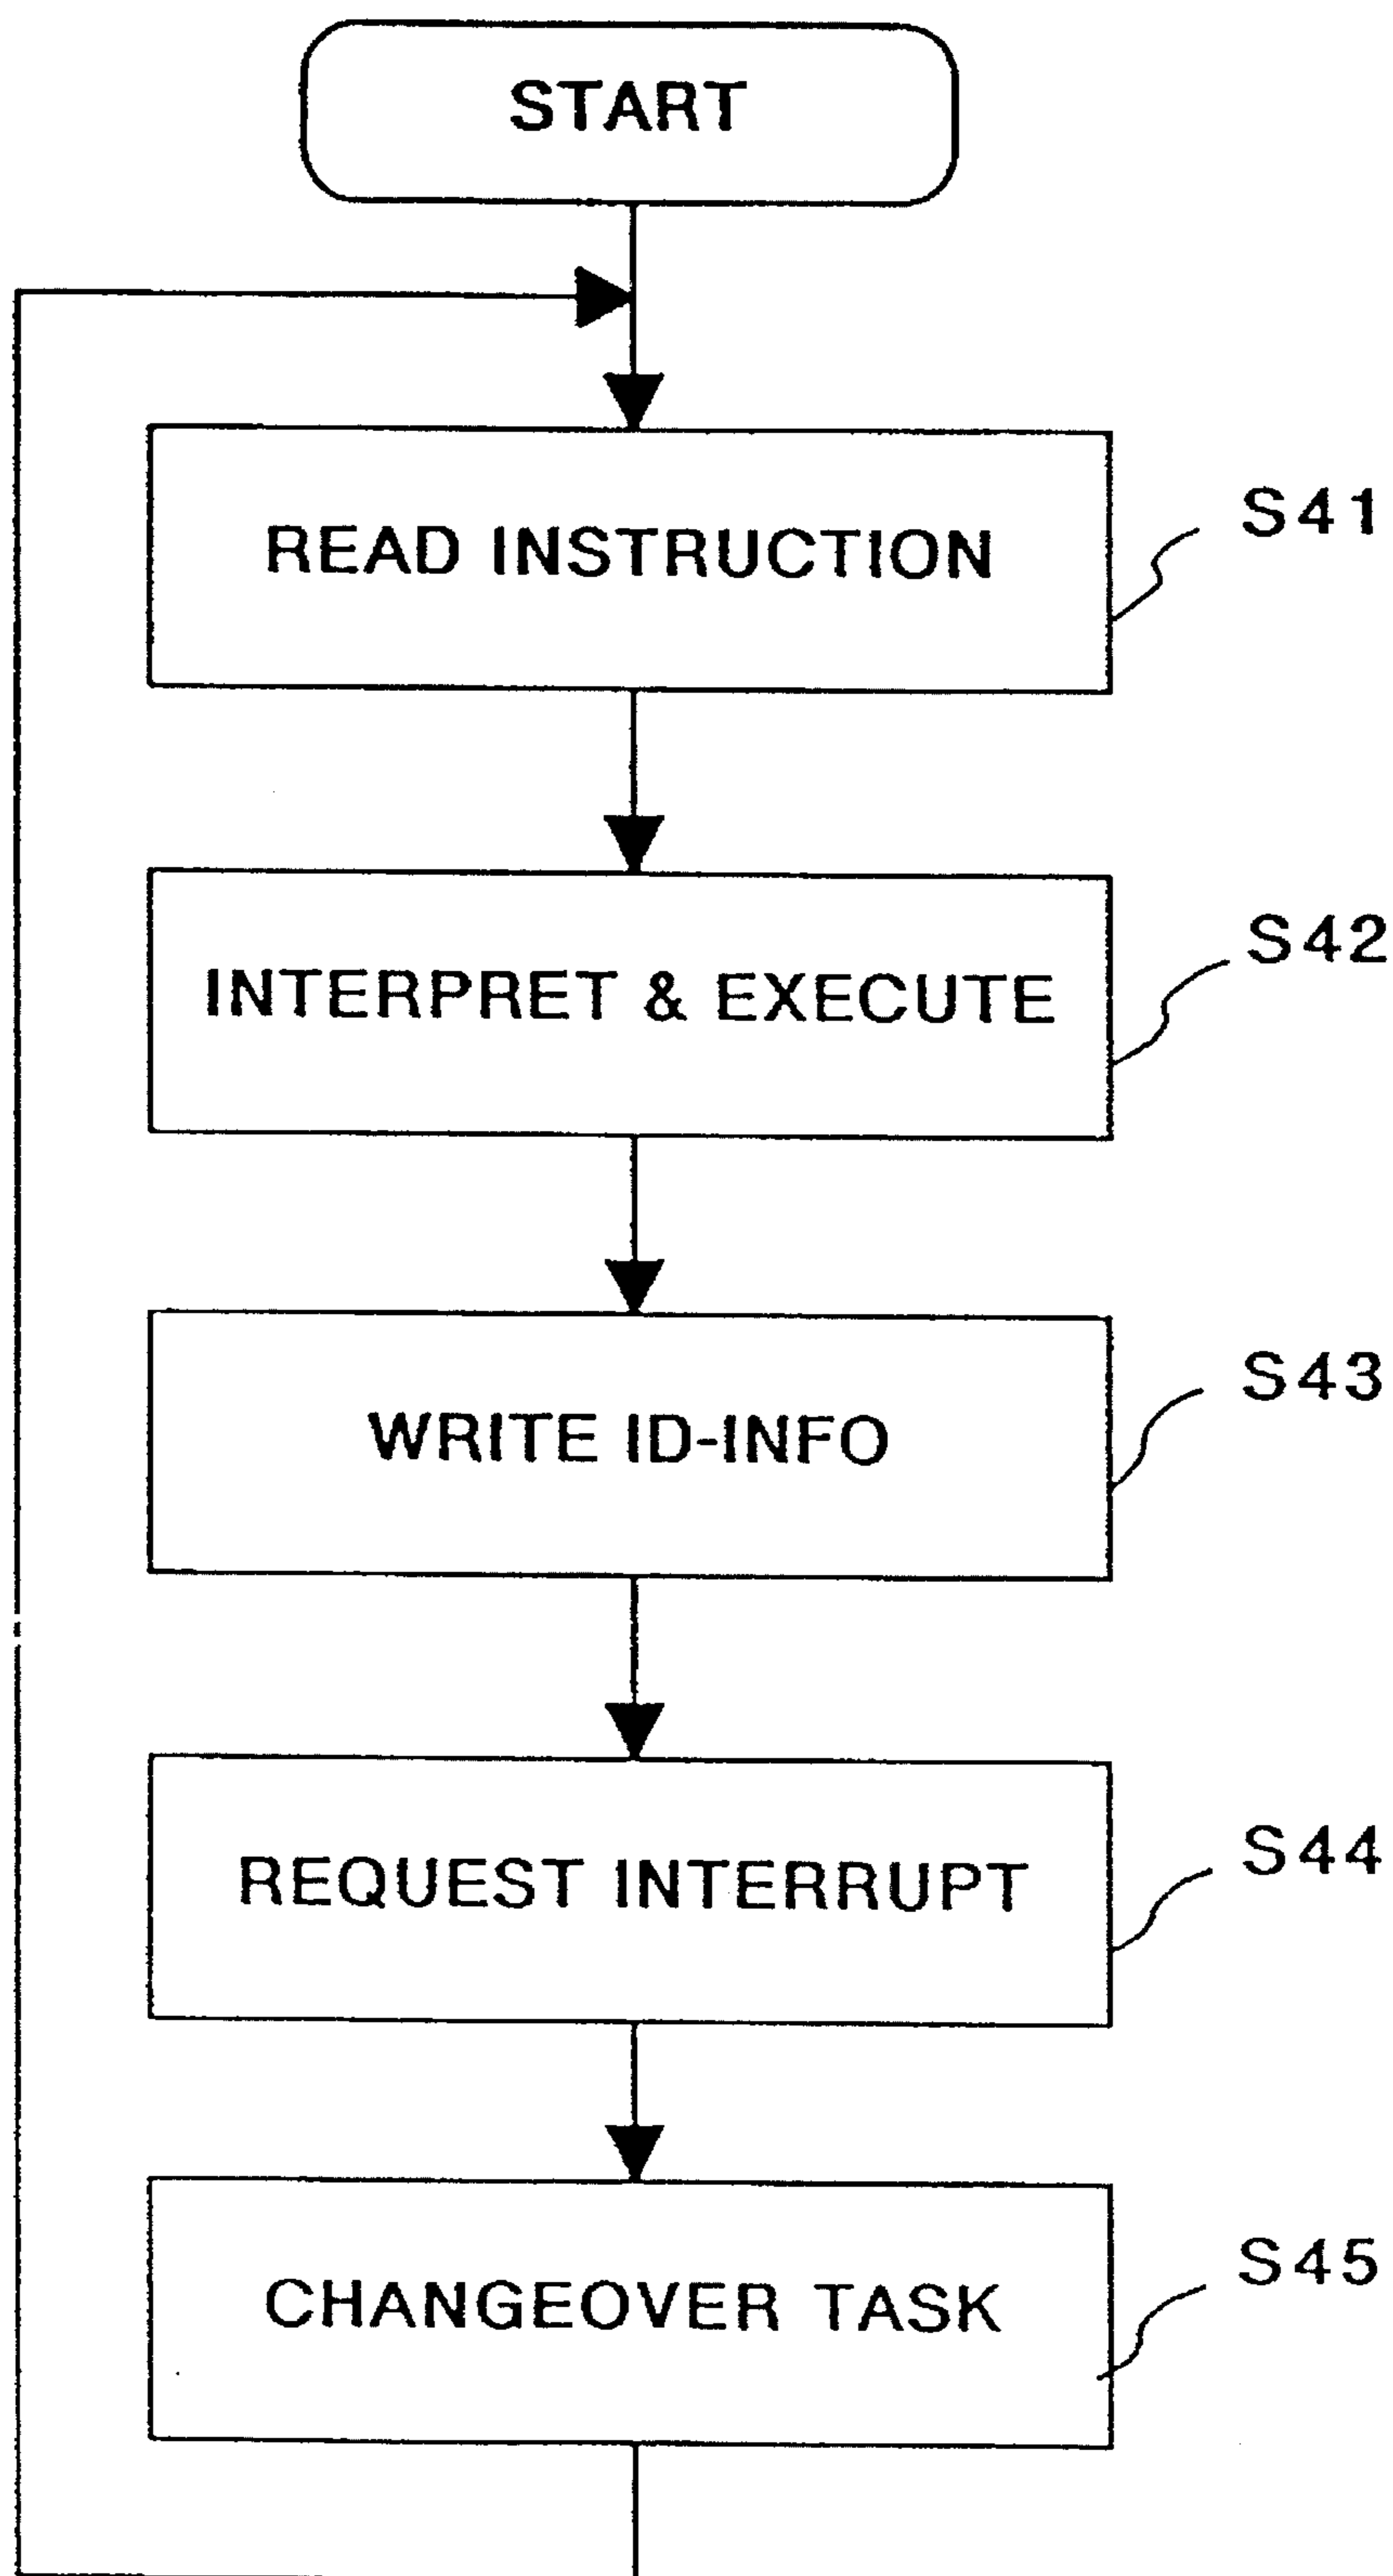 START
READ INSTRUCTION
S41
INTERPRET & EXECUTE
S42
WRITE ID-INFO
S43
REQUEST INTERRUPT
S44
CHANGEOVER TASK
S45